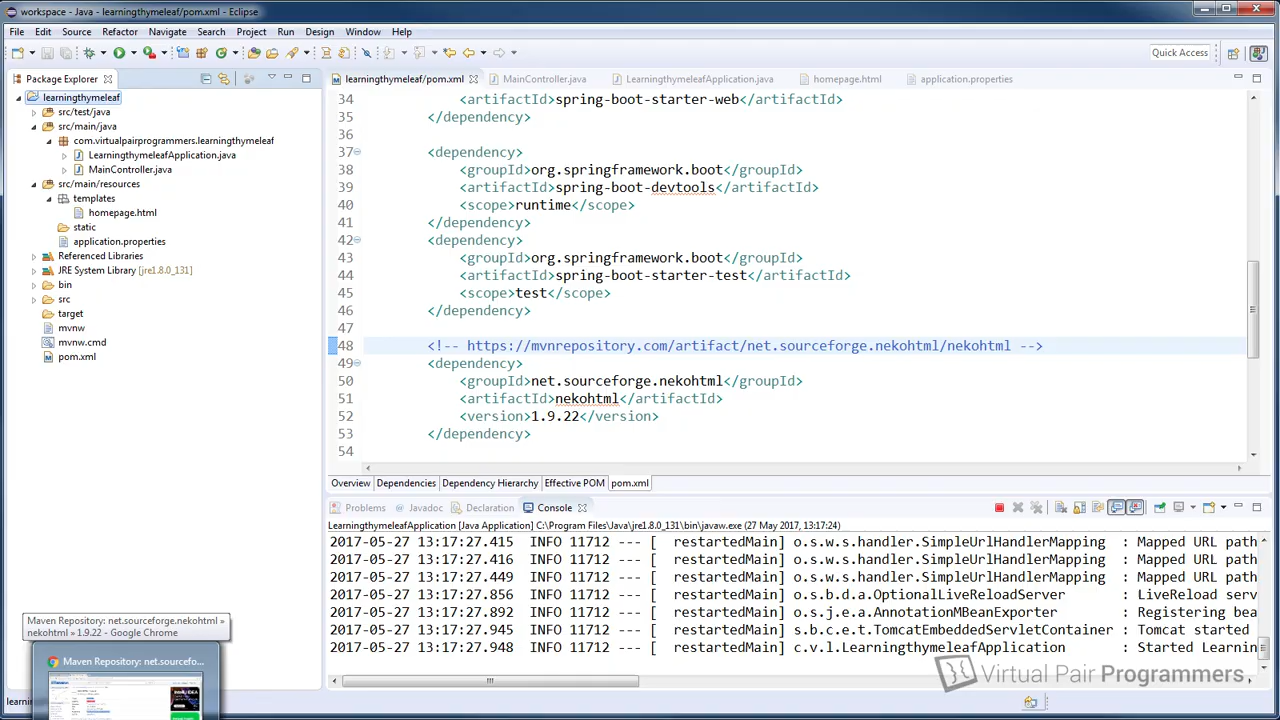 workspace - Java - learningthymeleaf/pom.xml - Eclipse
File Edit Source Refactor Navigate Search Project Run Design Window Help
Quick Access
Package Explorer
learningthymeleaf
src/test/java
src/main/java
com.virtualpairprogrammers.learningthymeleaf
LearningthymeleafApplication.java
MainController.java
src/main/resources
templates
homepage.html
static
application.properties
Referenced Libraries
JRE System Library [jre1.8.0_131]
bin
src
target
mvnw
mvnw.cmd
pom.xml
learningthymeleaf/pom.xml MainController.java LearningthymeleafApplication.java homepage.html application.properties
34 <artifactId>spring-boot-starter-web</artifactId>
35 </dependency>
36
37 <dependency>
38 <groupId>org.springframework.boot</groupId>
39 <artifactId>spring-boot-devtools</artifactId>
40 <scope>runtime</scope>
41 </dependency>
42 <dependency>
43 <groupId>org.springframework.boot</groupId>
44 <artifactId>spring-boot-starter-test</artifactId>
45 <scope>test</scope>
46 </dependency>
47
48 <!-- https://mvnrepository.com/artifact/net.sourceforge.nekohtml/nekohtml -->
49 <dependency>
50 <groupId>net.sourceforge.nekohtml</groupId>
51 <artifactId>nekohtml</artifactId>
52 <version>1.9.22</version>
53 </dependency>
54
Overview Dependencies Dependency Hierarchy Effective POM pom.xml
Problems Javadoc Declaration Console
LearningthymeleafApplication [Java Application] C:\Program Files\Java\jre1.8.0_131\bin\javaw.exe (27 May 2017, 13:17:24)
2017-05-27 13:17:27.415 INFO 11712 --- [ restartedMain] o.s.w.s.handler.SimpleUrlHandlerMapping : Mapped URL path
2017-05-27 13:17:27.416 INFO 11712 --- [ restartedMain] o.s.w.s.handler.SimpleUrlHandlerMapping : Mapped URL path
2017-05-27 13:17:27.449 INFO 11712 --- [ restartedMain] o.s.w.s.handler.SimpleUrlHandlerMapping : Mapped URL path
2017-05-27 13:17:27.856 INFO 11712 --- [ restartedMain] o.s.b.d.a.OptionalLiveReloadServer : LiveReload serv
2017-05-27 13:17:27.892 INFO 11712 --- [ restartedMain] o.s.j.e.a.AnnotationMBeanExporter : Registering bea
2017-05-27 13:17:27.945 INFO 11712 --- [ restartedMain] s.b.c.e.t.TomcatEmbeddedServletContainer : Tomcat started
2017-05-27 13:17:27.948 INFO 11712 --- [ restartedMain] c.v.l.LearningthymeleafApplication : Started Learnin
Virtual Pair Programmers.
Maven Repository: net.sourceforge.nekohtml »
nekohtml » 1.9.22 - Google Chrome
Maven Repository: net.sourcefo...
learnin